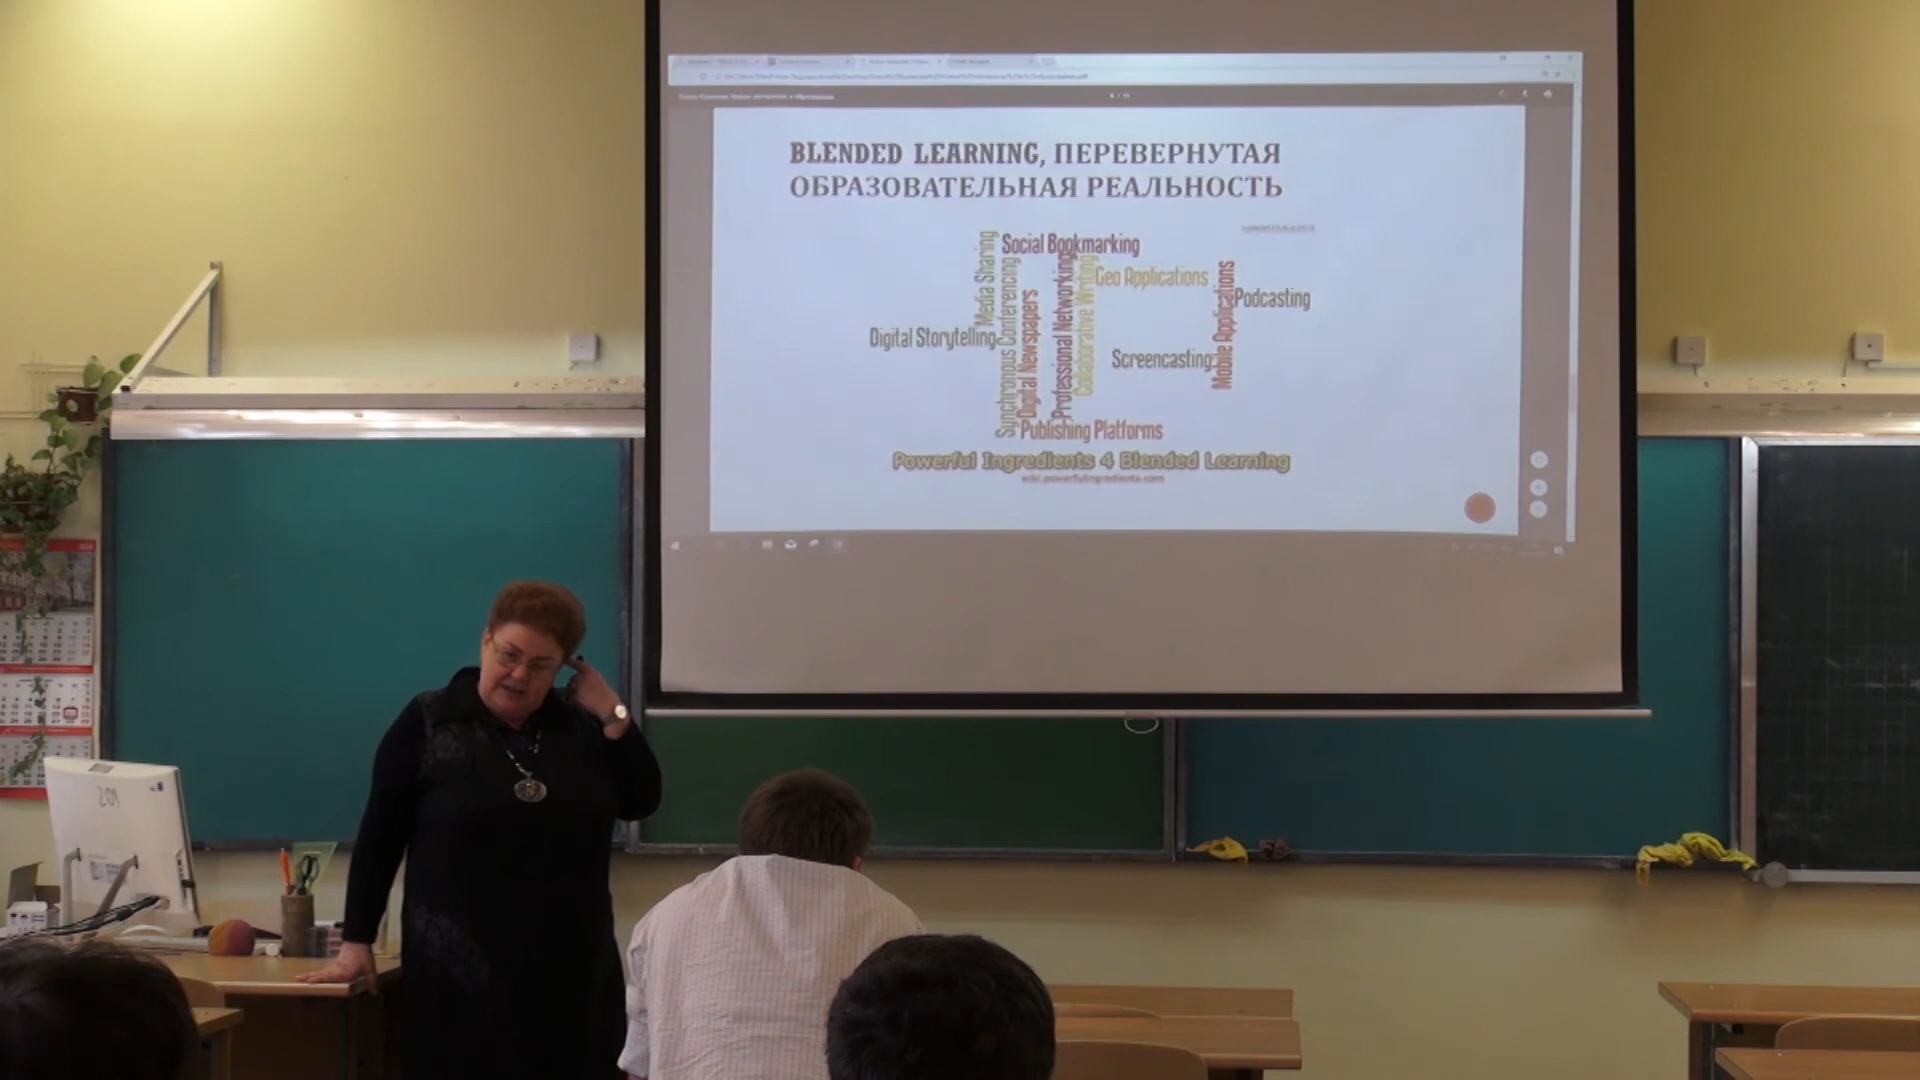 BLENDED LEARNING, ПЕРЕВЕРНУТАЯ
ОБРАЗОВАТЕЛЬНАЯ РЕАЛЬНОСТЬ
Social Bookmarking
Media Sharing
Synchronous Conferencing
Digital Newspapers
Professional Networking
Collaborative Writing
Geo Applications
Mobile Applications
Podcasting
Digital Storytelling
Screencasting
Publishing Platforms
Powerful Ingredients 4 Blended Learning
wiki.powerfulingredients.com
201